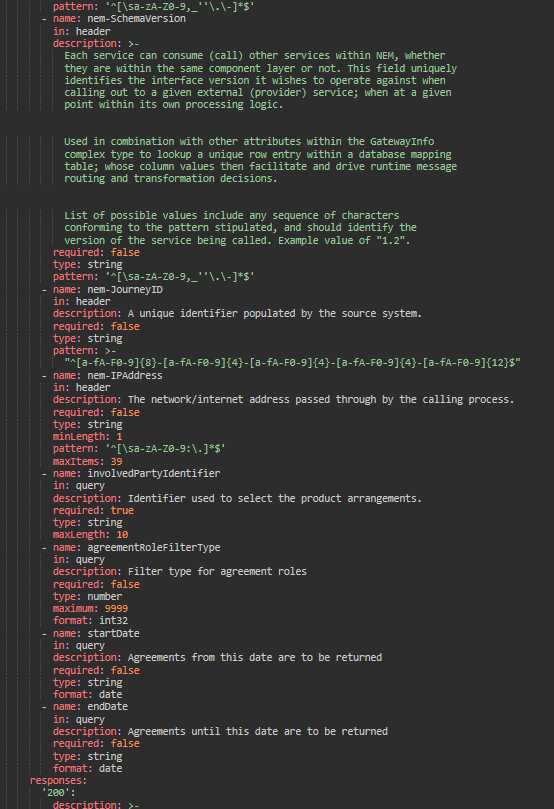 pattern: '^[\sa-zA-Z0-9,_''\.\-]*$'
- name: nem-SchemaVersion
in: header
description: >-
Each service can consume (call) other services within NEM, whether
they are within the same component layer or not. This field uniquely
identifies the interface version it wishes to operate against when
calling out to a given external (provider) service; when at a given
point within its own processing logic.
Used in combination with other attributes within the GatewayInfo
complex type to lookup a unique row entry within a database mapping
table; whose column values then facilitate and drive runtime message
routing and transformation decisions.
List of possible values include any sequence of characters
conforming to the pattern stipulated, and should identify the
version of the service being called. Example value of "1.2".
required: false
type: string
pattern: '^[\sa-zA-Z0-9,_''\.\-]*$'
- name: nem-JourneyID
in: header
description: A unique identifier populated by the source system.
required: false
type: string
pattern: >-
"^[a-fA-F0-9]{8}-[a-fA-F0-9]{4}-[a-fA-F0-9]{4}-[a-fA-F0-9]{4}-[a-fA-F0-9]{12}$"
- name: nem-IPAddress
in: header
description: The network/internet address passed through by the calling process.
required: false
type: string
minLength: 1
pattern: '^[\sa-zA-Z0-9:\.]*$'
maxItems: 39
- name: involvedPartyIdentifier
in: query
description: Identifier used to select the product arrangements.
required: true
type: string
maxLength: 10
- name: agreementRoleFilterType
in: query
description: Filter type for agreement roles
required: false
type: number
maximum: 9999
format: int32
- name: startDate
in: query
description: Agreements from this date are to be returned
required: false
type: string
format: date
- name: endDate
in: query
description: Agreements until this date are to be returned
required: false
type: string
format: date
responses:
'200':
description: >-